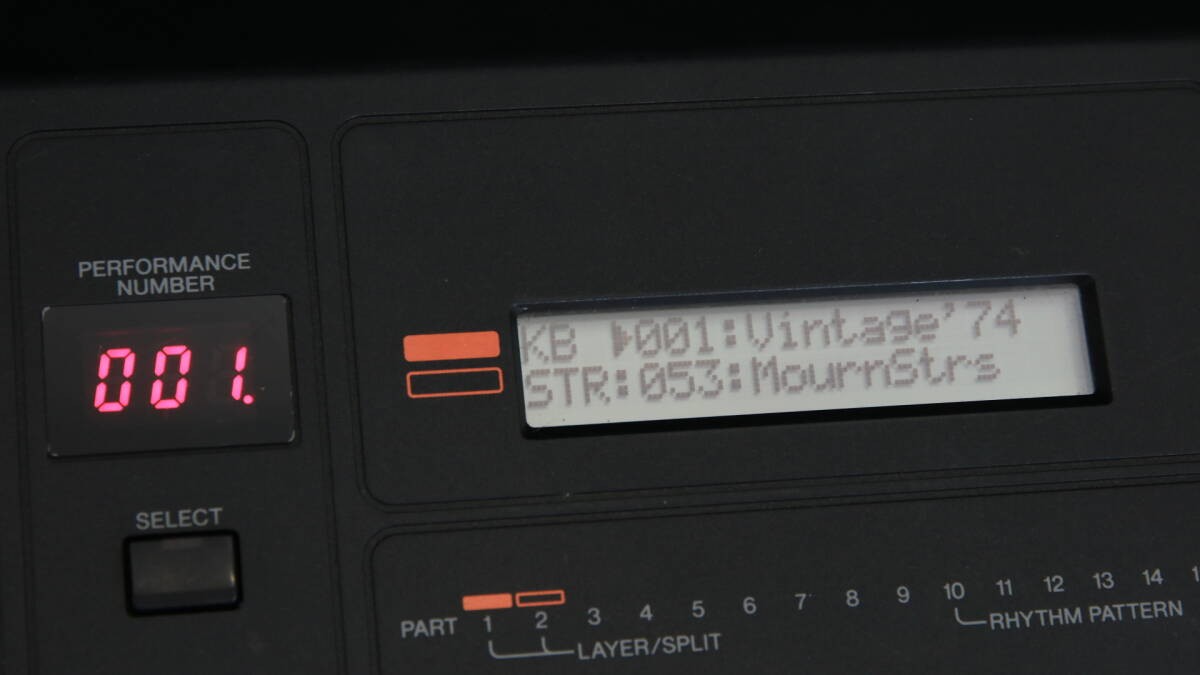 PERFORMANCE
NUMBER
001.
SELECT
KB ▶001:Vintage'74
STR:053:MournStrs
PART 1 2 3 4 5 6 7 8 9 10 11 12 13 14
LAYER/SPLIT
RHYTHM PATTERN